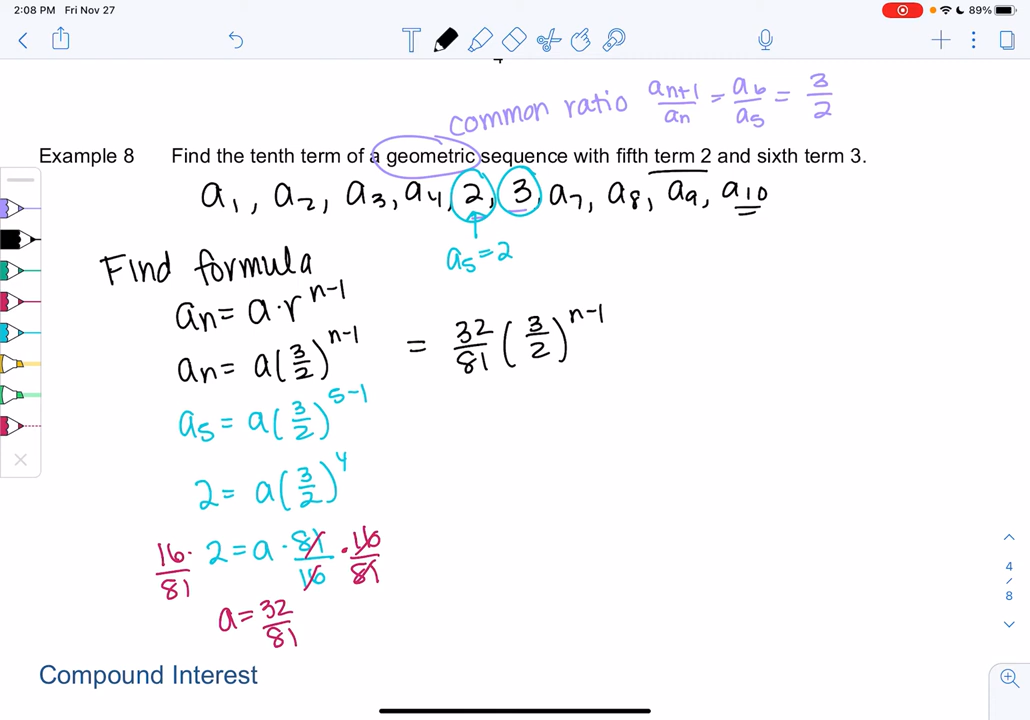 2:08 PM Fri Nov 27 89%
common ratio an+1/an = a6/a5 = 3/2
Example 8 Find the tenth term of a geometric sequence with fifth term 2 and sixth term 3.
a1, a2, a3, a4, 2, 3, a7, a8, a9, a10
a5=2
Find formula
an= a·r^n-1
an= a(3/2)^n-1 = 32/81 (3/2)^n-1
a5= a(3/2)^5-1
2= a(3/2)^4
16/81 · 2=a · 81/16 · 16/81
a= 32/81
4/8
Compound Interest